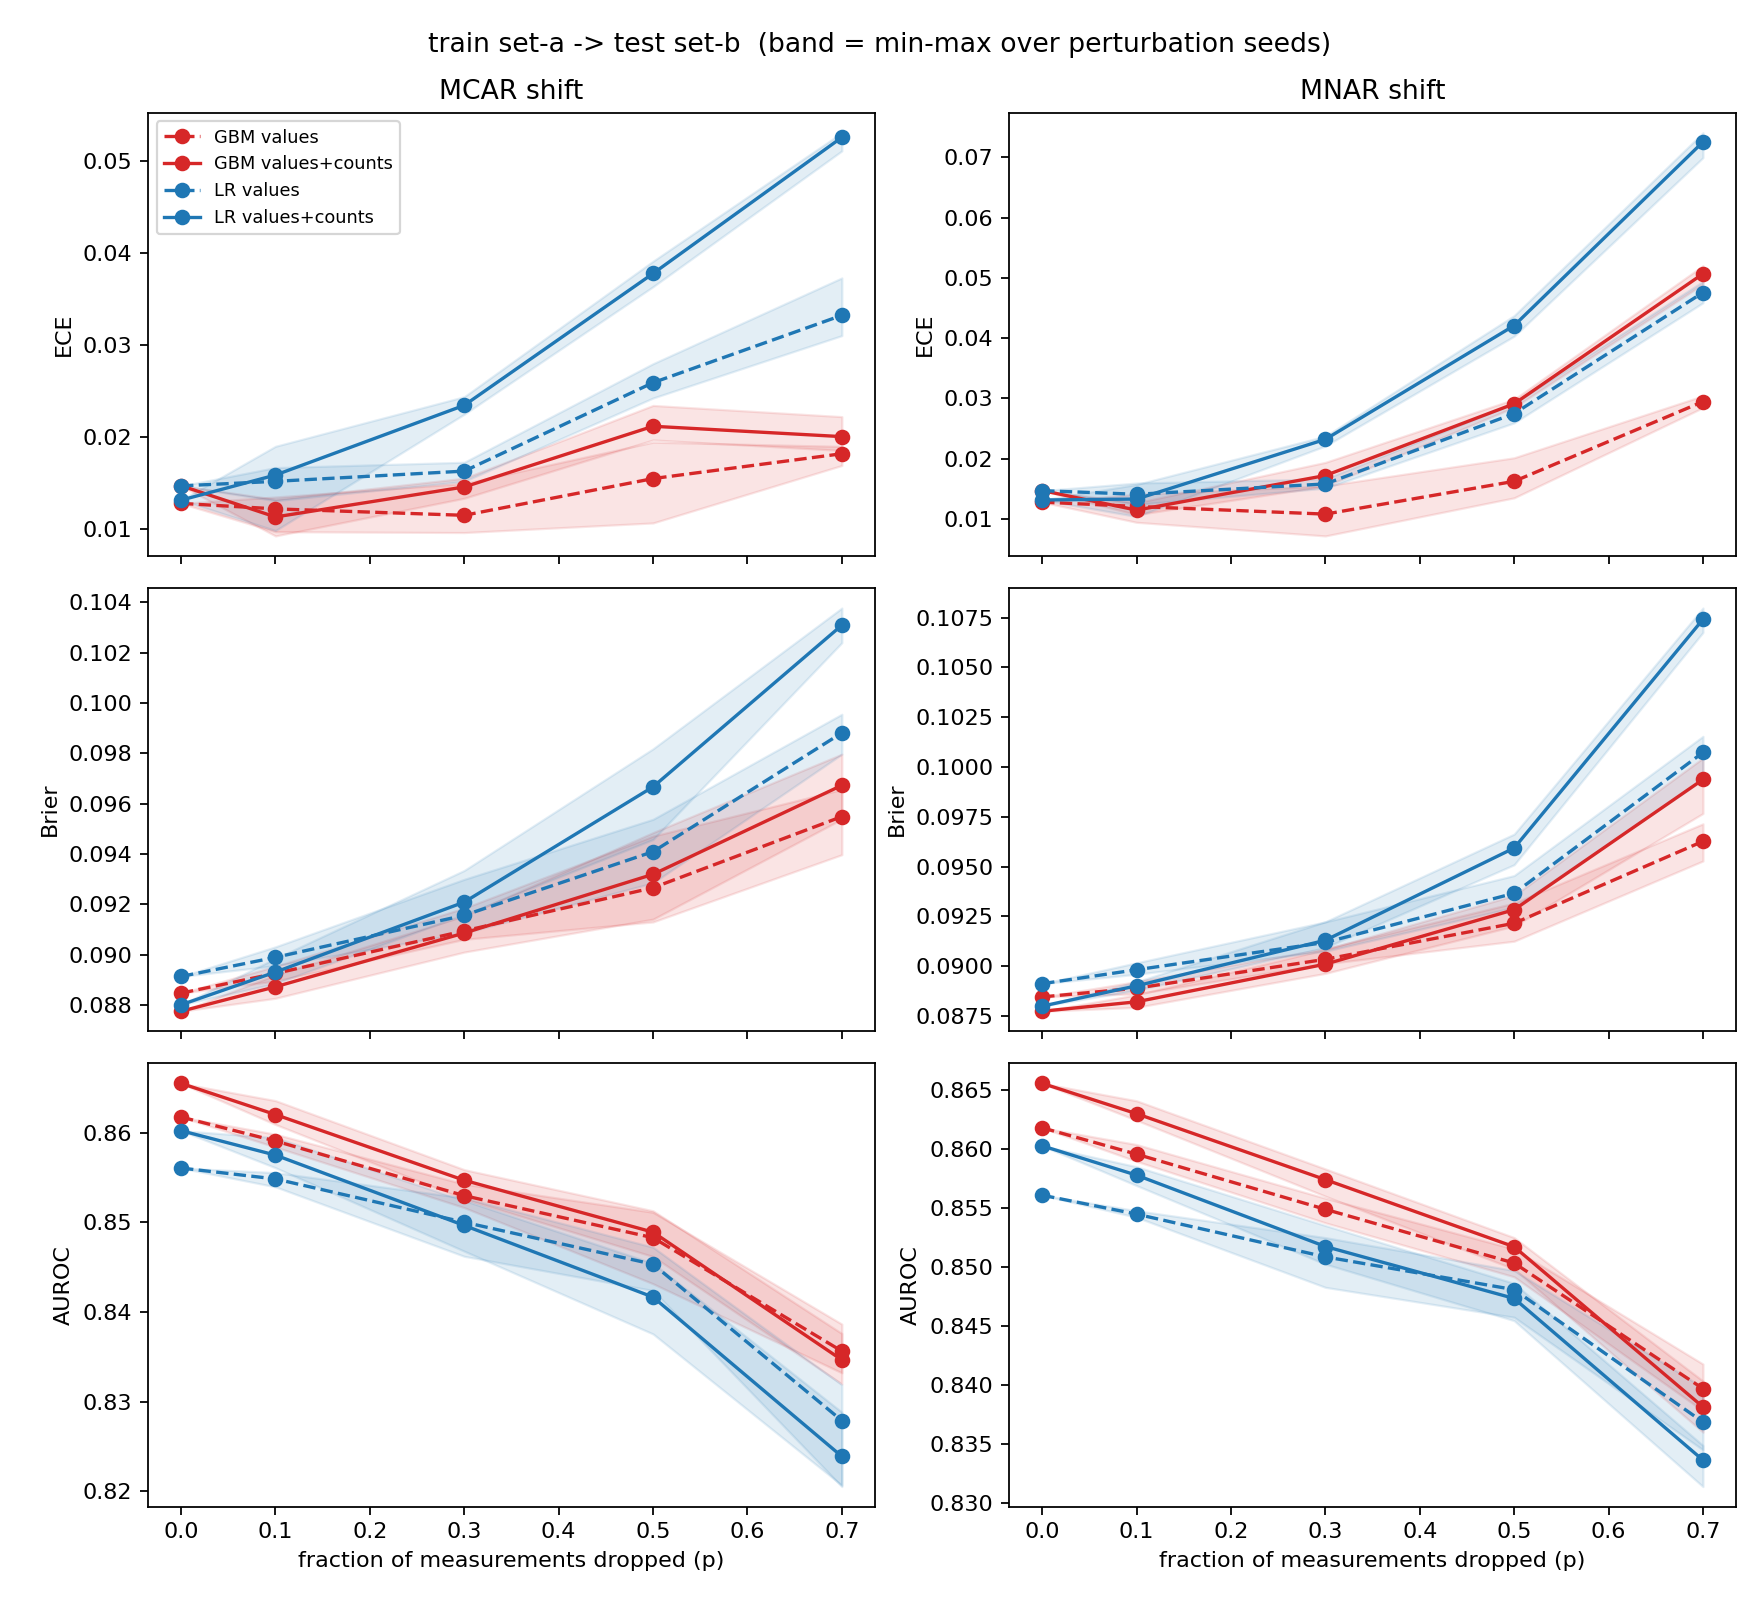 train set-a -> test set-b  (band = min-max over perturbation seeds)
MCAR shift
MNAR shift
GBM values
GBM values+counts
LR values
LR values+counts
ECE
0.05
0.04
0.03
0.02
0.01
ECE
0.07
0.06
0.05
0.04
0.03
0.02
0.01
Brier
0.104
0.102
0.100
0.098
0.096
0.094
0.092
0.090
0.088
Brier
0.1075
0.1050
0.1025
0.1000
0.0975
0.0950
0.0925
0.0900
0.0875
AUROC
0.86
0.85
0.84
0.83
0.82
0.0 0.1 0.2 0.3 0.4 0.5 0.6 0.7
fraction of measurements dropped (p)
AUROC
0.865
0.860
0.855
0.850
0.845
0.840
0.835
0.830
0.0 0.1 0.2 0.3 0.4 0.5 0.6 0.7
fraction of measurements dropped (p)